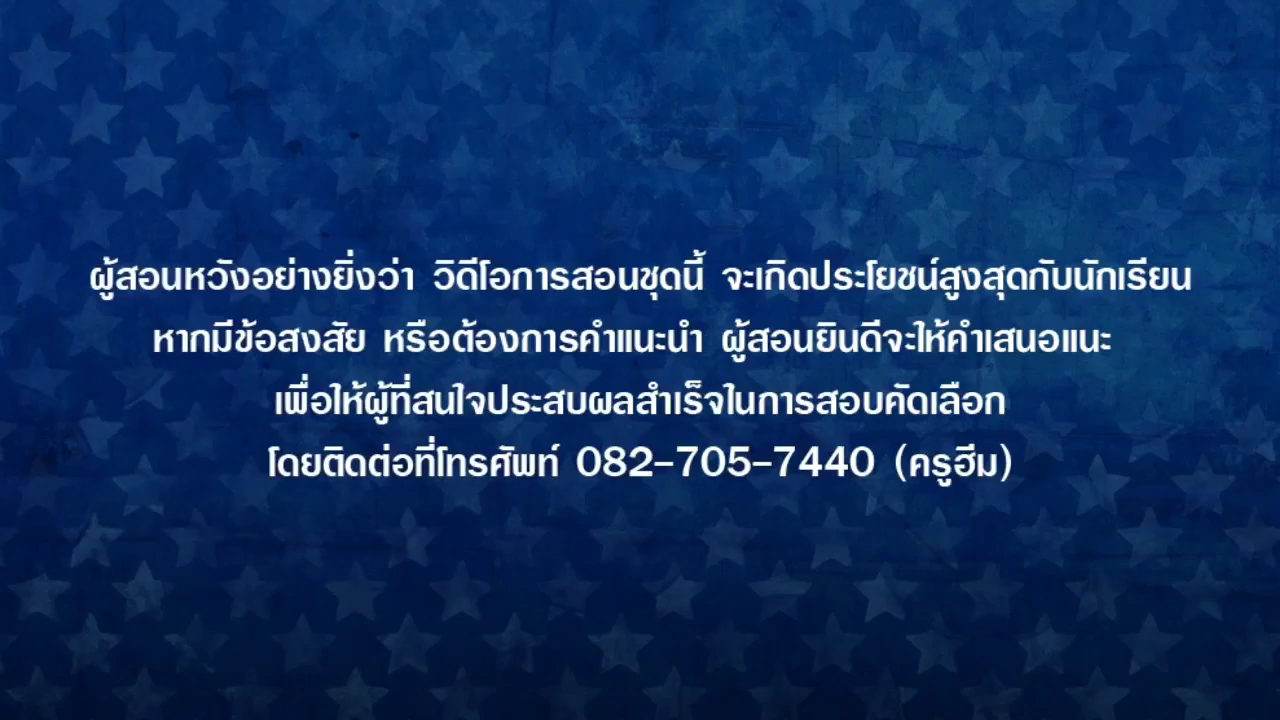 ผู้สอนหวังอย่างยิ่งว่า วิดีโอการสอนชุดนี้ จะเกิดประโยชน์สูงสุดกับนักเรียน
หากมีข้อสงสัย หรือต้องการคำแนะนำ ผู้สอนยินดีจะให้คำเสนอแนะ
เพื่อให้ผู้ที่สนใจประสบผลสำเร็จในการสอบคัดเลือก
โดยติดต่อที่โทรศัพท์ 082-705-7440 (ครูฮีม)